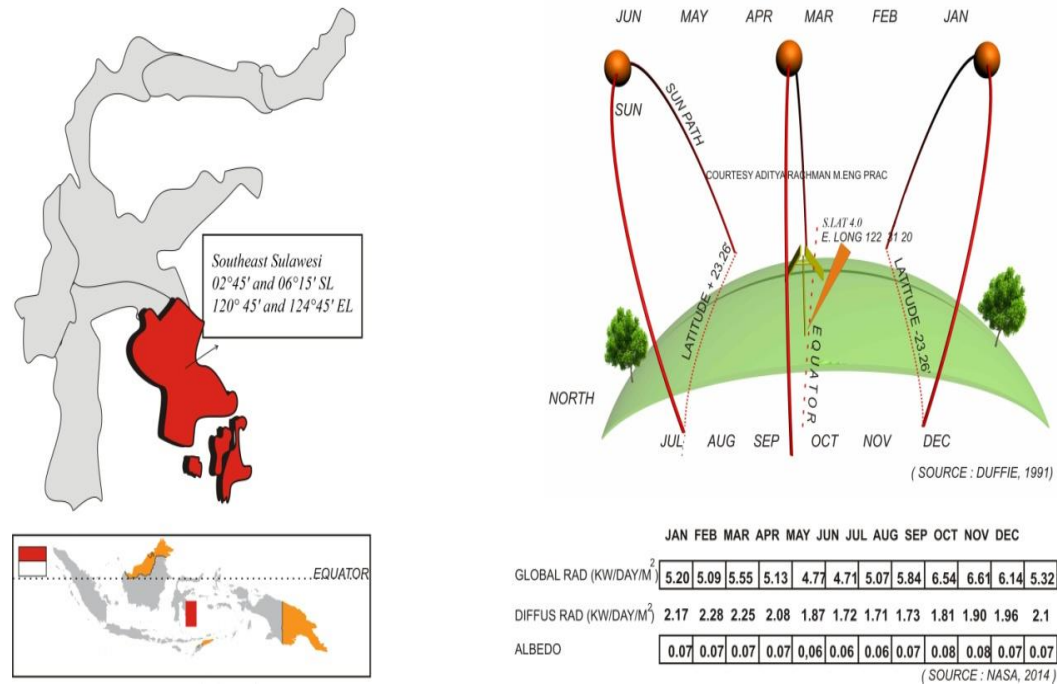 Southeast Sulawesi
02°45' and 06°15' SL
120° 45' and 124°45' EL
EQUATOR
JUN MAY APR MAR FEB JAN
SUN
SUN PATH
COURTESY ADITYA RACHMAN M.ENG PRAC
S.LAT 4.0
E. LONG 122 31 20
LATITUDE + 23.26'
LATITUDE -23.26'
EQUATOR
NORTH
JUL AUG SEP OCT NOV DEC
( SOURCE : DUFFIE, 1991)
JAN FEB MAR APR MAY JUN JUL AUG SEP OCT NOV DEC
GLOBAL RAD (KW/DAY/M²) 5.20 5.09 5.55 5.13 4.77 4.71 5.07 5.84 6.54 6.61 6.14 5.32
DIFFUS RAD (KW/DAY/M²) 2.17 2.28 2.25 2.08 1.87 1.72 1.71 1.73 1.81 1.90 1.96 2.1
ALBEDO 0.07 0.07 0.07 0.07 0,06 0.06 0.06 0.07 0.08 0.08 0.07 0.07
( SOURCE : NASA, 2014 )